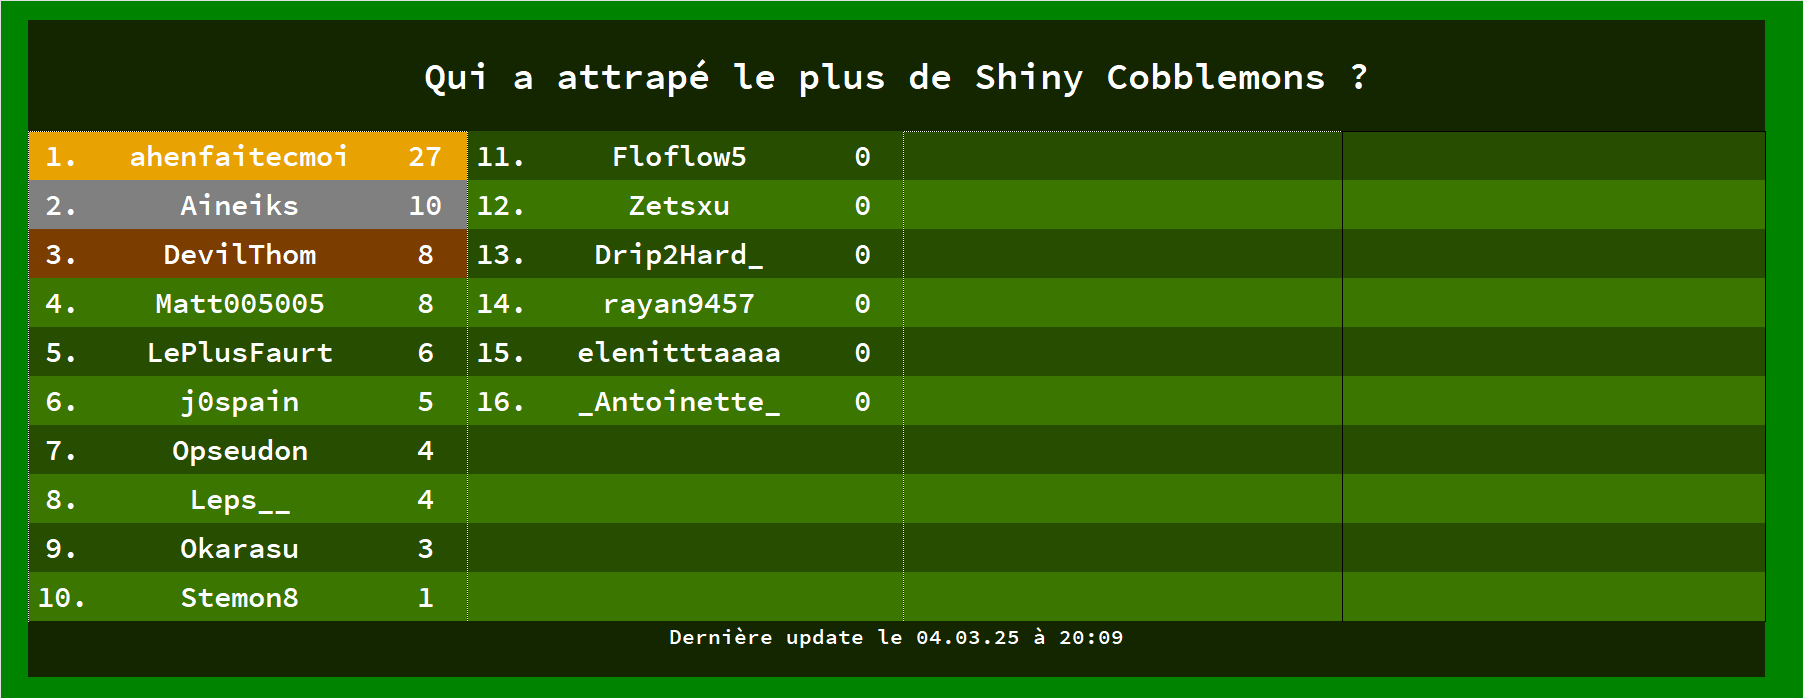 Qui a attrapé le plus de Shiny Cobblemons ?
1. ahenfaitecmoi 27
2. Aineiks 10
3. DevilThom 8
4. Matt005005 8
5. LePlusFaurt 6
6. j0spain 5
7. Opseudon 4
8. Leps__ 4
9. Okarasu 3
10. Stemon8 1
11. Floflow5 0
12. Zetsxu 0
13. Drip2Hard_ 0
14. rayan9457 0
15. elenitttaaaa 0
16. _Antoinette_ 0
Dernière update le 04.03.25 à 20:09